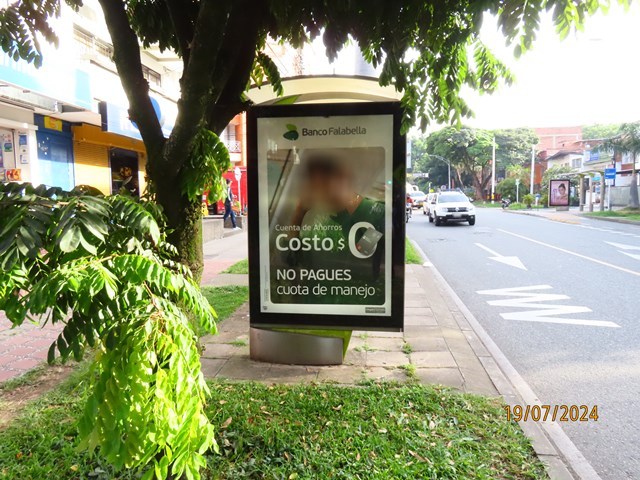 Banco Falabella
Cuenta de Ahorros
Costo $0
NO PAGUES
cuota de manejo
19/07/2024